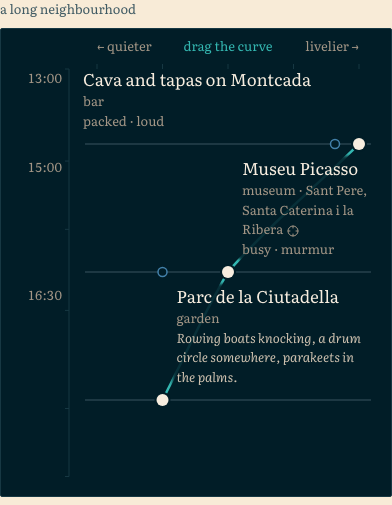 a long neighbourhood
← quieter drag the curve livelier →
13:00 Cava and tapas on Montcada
bar
packed · loud
15:00 Museu Picasso
museum · Sant Pere,
Santa Caterina i la
Ribera
busy · murmur
16:30 Parc de la Ciutadella
garden
Rowing boats knocking, a drum
circle somewhere, parakeets in
the palms.